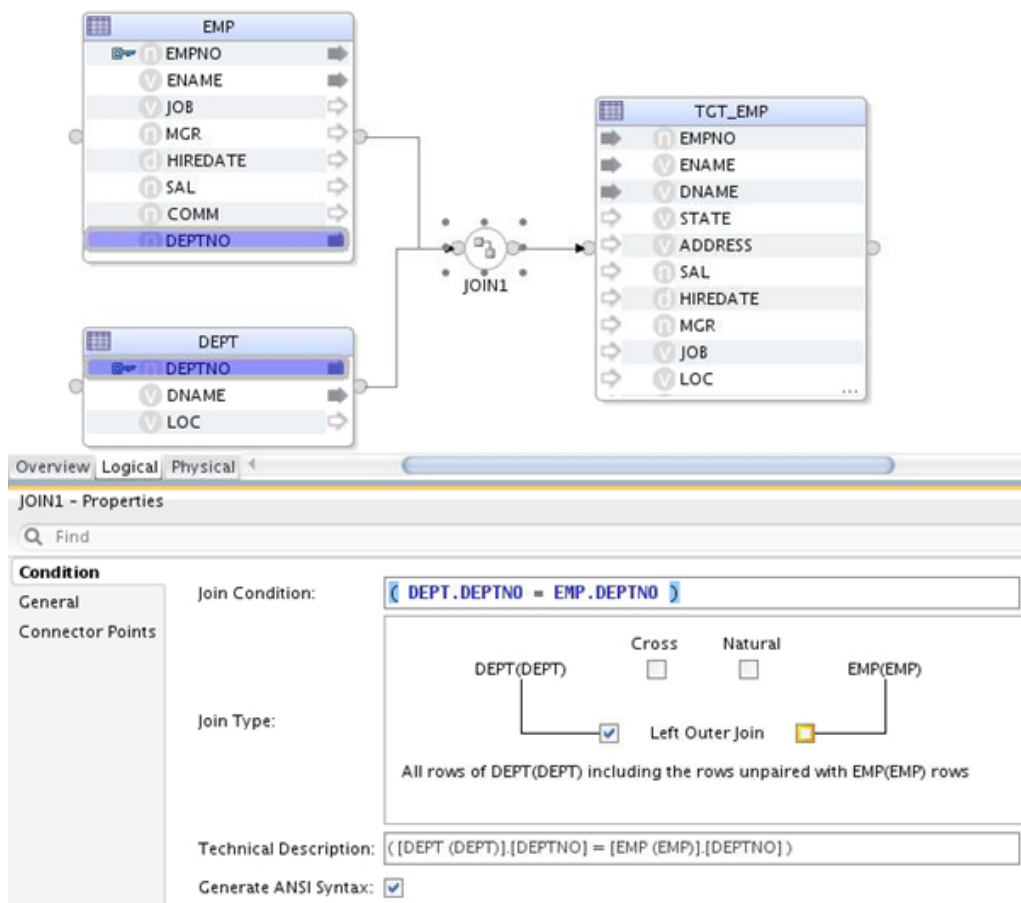 EMP
n EMPNO
V ENAME
V JOB
n MGR
d HIREDATE
n SAL
n COMM
n DEPTNO
DEPT
n DEPTNO
V DNAME
V LOC
JOIN1
TGT_EMP
n EMPNO
V ENAME
V DNAME
V STATE
V ADDRESS
n SAL
d HIREDATE
n MGR
V JOB
V LOC
...
Overview Logical Physical
JOIN1 - Properties
Find
Condition
General
Connector Points
Join Condition: ( DEPT.DEPTNO = EMP.DEPTNO )
Cross Natural
DEPT(DEPT) EMP(EMP)
Join Type: Left Outer Join
All rows of DEPT(DEPT) including the rows unpaired with EMP(EMP) rows
Technical Description: ( [DEPT (DEPT)].[DEPTNO] = [EMP (EMP)].[DEPTNO] )
Generate ANSI Syntax: